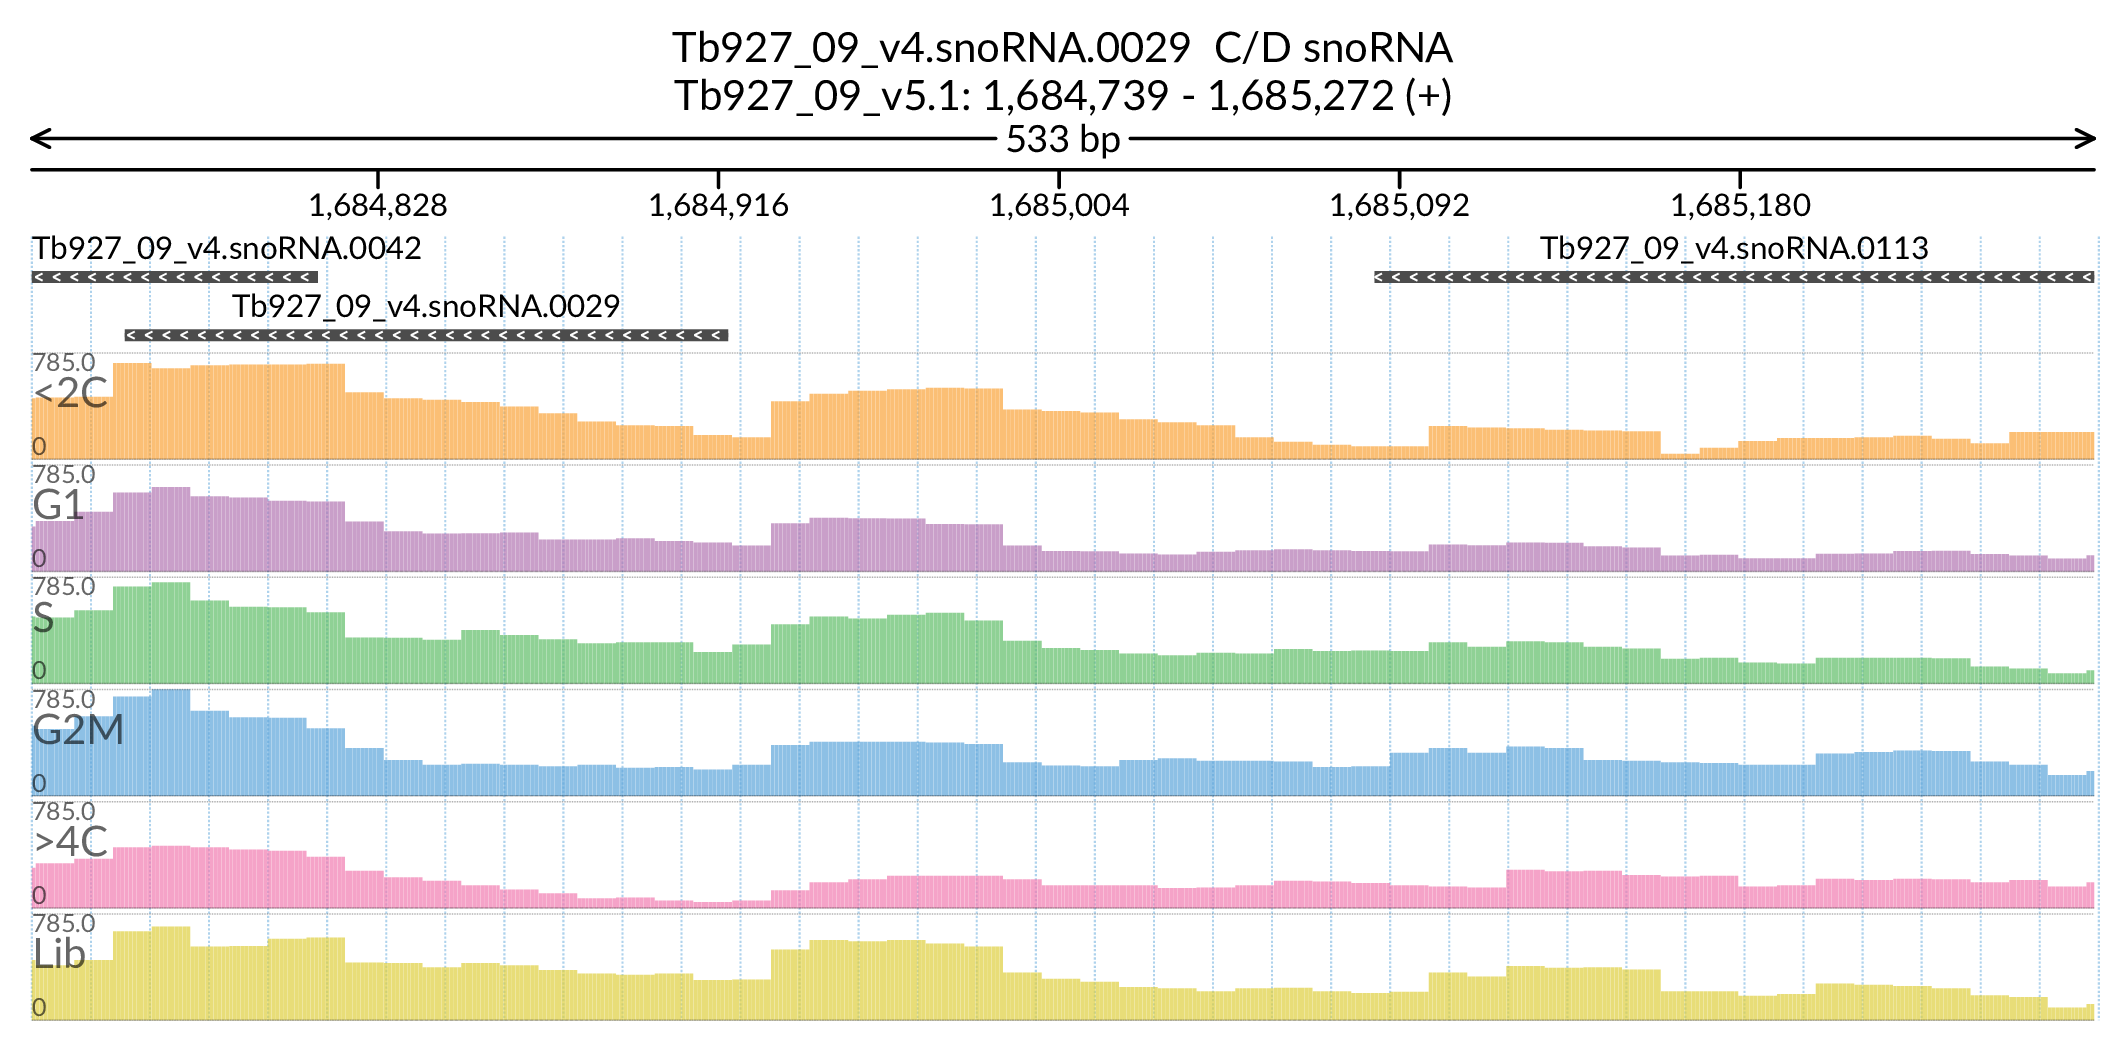 Tb927_09_v4.snoRNA.0029  C/D snoRNA
Tb927_09_v5.1: 1,684,739 - 1,685,272 (+)
533 bp
1,684,828 1,684,916 1,685,004 1,685,092 1,685,180
Tb927_09_v4.snoRNA.0042 Tb927_09_v4.snoRNA.0113
Tb927_09_v4.snoRNA.0029
785.0
<2C
0
785.0
G1
0
785.0
S
0
785.0
G2M
0
785.0
>4C
0
785.0
Lib
0